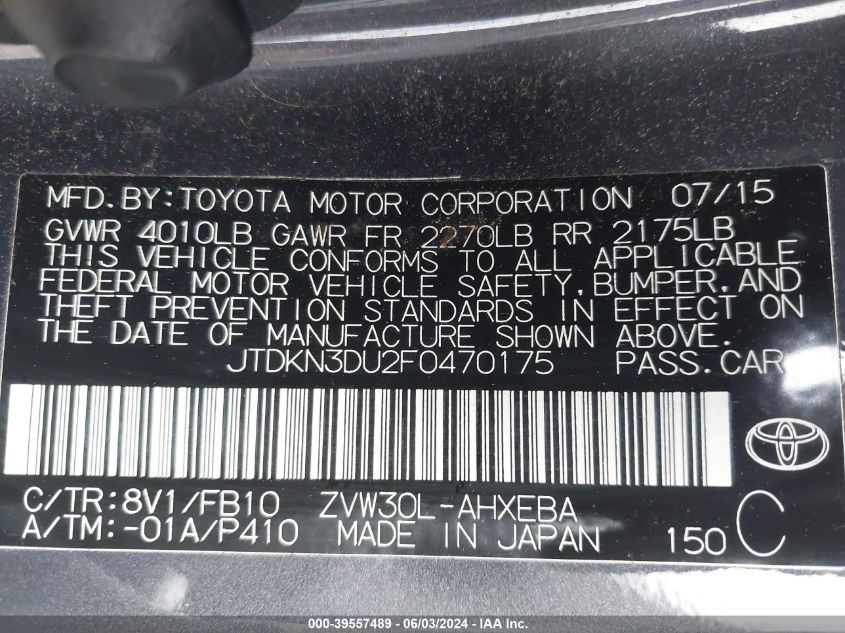 MFD.BY:TOYOTA MOTOR CORPORATION 07/15
GVWR 4010LB GAWR FR 2270LB RR 2175LB
THIS VEHICLE CONFORMS TO ALL APPLICABLE
FEDERAL MOTOR VEHICLE SAFETY,BUMPER,AND
THEFT PREVENTION STANDARDS IN EFFECT ON
THE DATE OF MANUFACTURE SHOWN ABOVE.
JTDKN3DU2F0470175 PASS.CAR
C/TR:8V1/FB10 ZVW30L-AHXEBA
A/TM:-01A/P410 MADE IN JAPAN 150 C
000-39557489 - 06/03/2024 - IAA Inc.